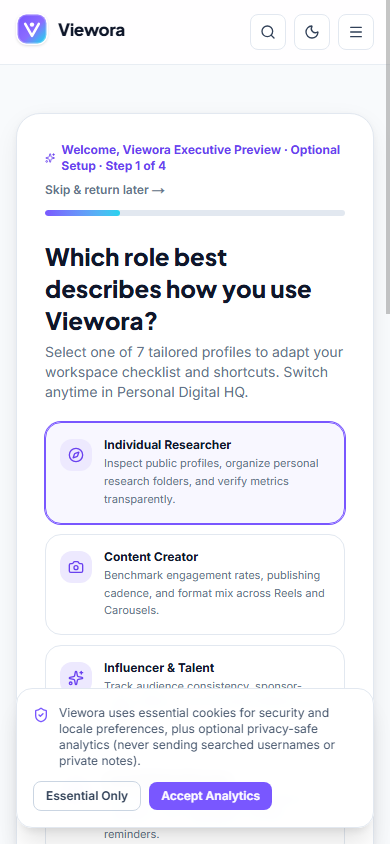 Viewora
Welcome, Viewora Executive Preview · Optional
Setup · Step 1 of 4
Skip & return later →
Which role best
describes how you use
Viewora?
Select one of 7 tailored profiles to adapt your
workspace checklist and shortcuts. Switch
anytime in Personal Digital HQ.
Individual Researcher
Inspect public profiles, organize personal
research folders, and verify metrics
transparently.
Content Creator
Benchmark engagement rates, publishing
cadence, and format mix across Reels and
Carousels.
Influencer & Talent
Track audience consistency, sponsor-
Viewora uses essential cookies for security and
locale preferences, plus optional privacy-safe
analytics (never sending searched usernames or
private notes).
Essential Only
Accept Analytics
reminders.